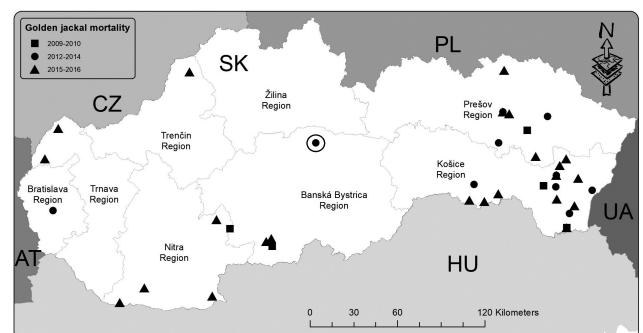 Golden jackal mortality
2009-2010
2012-2014
2015-2016
PL
N
SK
CZ
Žilina
Region
Prešov
Region
Trenčín
Region
Košice
Region
Bratislava
Region
Trnava
Region
Banská Bystrica
Region
UA
Nitra
Region
AT
HU
0 30 60 120 Kilometers